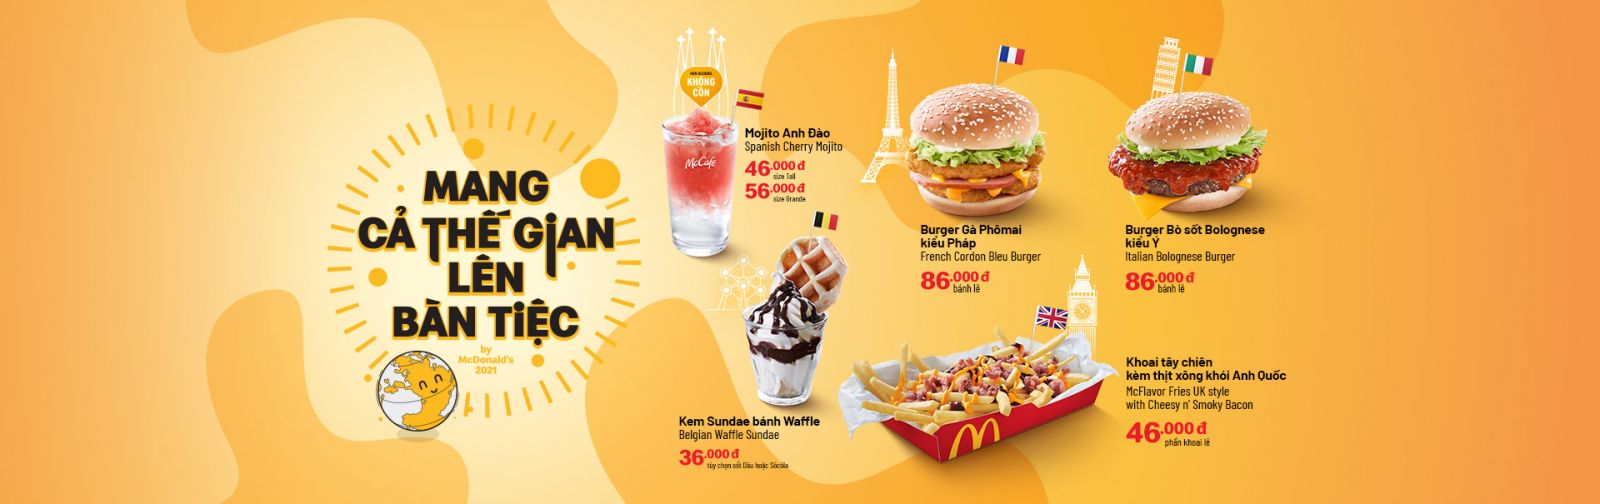 MANG
CẢ THẾ GIAN
LÊN
BÀN TIỆC
by
McDonald's
2021
NON-ALCOHOL
KHÔNG
CỒN
McCafé
Mojito Anh Đào
Spanish Cherry Mojito
46.000 đ
size Tall
56.000 đ
size Grande
Burger Gà Phômai
kiểu Pháp
French Cordon Bleu Burger
86.000 đ
bánh lẻ
Burger Bò sốt Bolognese
kiểu Ý
Italian Bolognese Burger
86.000 đ
bánh lẻ
Kem Sundae bánh Waffle
Belgian Waffle Sundae
36.000 đ
tùy chọn sốt Dâu hoặc Sôcôla
Khoai tây chiên
kèm thịt xông khói Anh Quốc
McFlavor Fries UK style
with Cheesy n' Smoky Bacon
46.000 đ
phần khoai lẻ